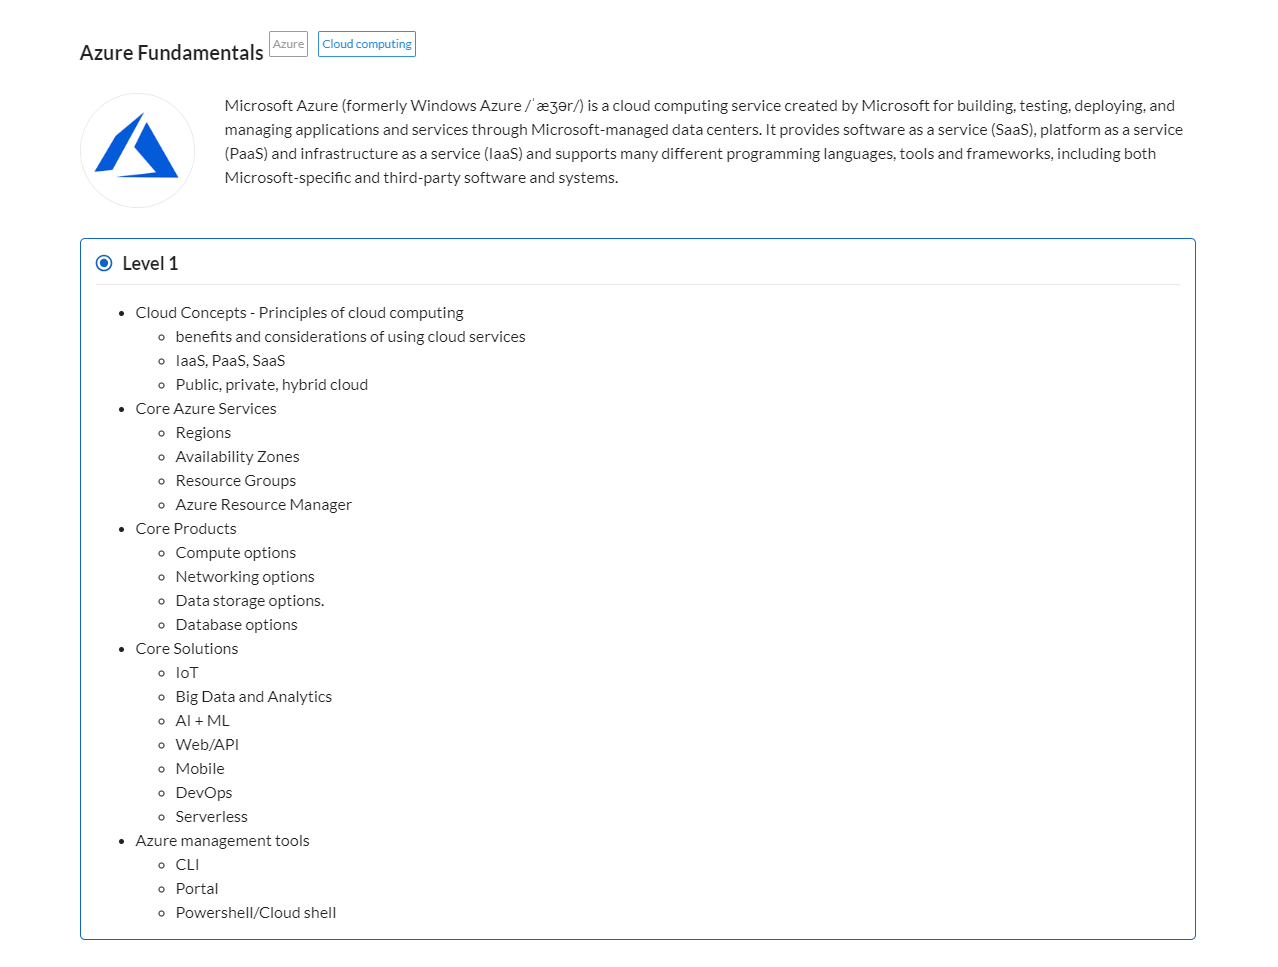 Azure Fundamentals Azure Cloud computing
Microsoft Azure (formerly Windows Azure /ˈæʒər/) is a cloud computing service created by Microsoft for building, testing, deploying, and
managing applications and services through Microsoft-managed data centers. It provides software as a service (SaaS), platform as a service
(PaaS) and infrastructure as a service (IaaS) and supports many different programming languages, tools and frameworks, including both
Microsoft-specific and third-party software and systems.
Level 1
Cloud Concepts - Principles of cloud computing
benefits and considerations of using cloud services
IaaS, PaaS, SaaS
Public, private, hybrid cloud
Core Azure Services
Regions
Availability Zones
Resource Groups
Azure Resource Manager
Core Products
Compute options
Networking options
Data storage options.
Database options
Core Solutions
IoT
Big Data and Analytics
AI + ML
Web/API
Mobile
DevOps
Serverless
Azure management tools
CLI
Portal
Powershell/Cloud shell